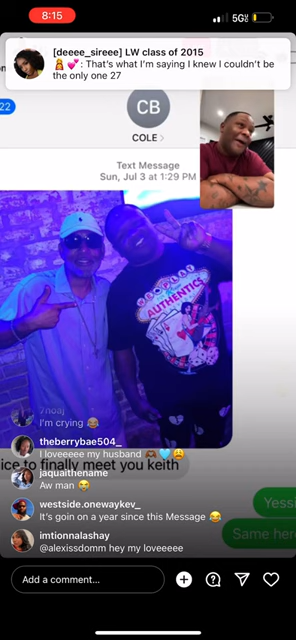 8:15
5G
[deeee_siree] LW class of 2015
👸💕: That's what I'm saying I knew I couldn't be
the only one 27
22
CB
COLE >
Text Message
Sun, Jul 3 at 1:29 PM
AUTHENTICS
I'm crying 😂
theberrybae504_
I loveeeee my husband 🙈🩵😩
ice to finally meet you keith
jaquaithename
Aw man 😂
Yessi
westside.onewaykev_
It's goin on a year since this Message 😂
Same here
imtionnalashay
@alexissdomm hey my loveeeee
Add a comment...